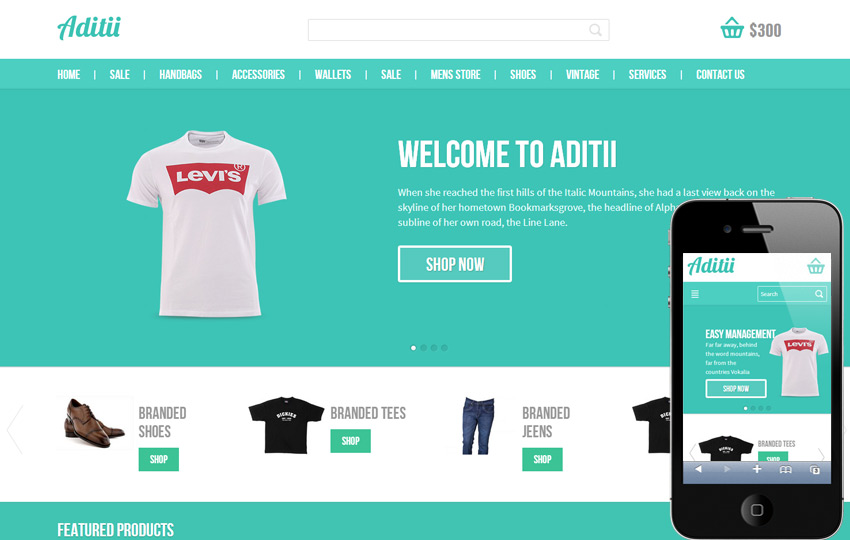 Aditii
$300
HOME | SALE | HANDBAGS | ACCESSORIES | WALLETS | SALE | MENS STORE | SHOES | VINTAGE | SERVICES | CONTACT US
LEVI'S ®
WELCOME TO ADITII
When she reached the first hills of the Italic Mountains, she had a last view back on the
skyline of her hometown Bookmarksgrove, the headline of
subline of her own road, the Line Lane.
SHOP NOW
BRANDED
SHOES
SHOP
DICKIES
BRANDED TEES
SHOP
BRANDED
JEENS
SHOP
FEATURED PRODUCTS
Aditii
Search
EASY MANAGEMENT
Far far away, behind
the word mountains,
far from the
countries Vokalia
SHOP NOW
LEVI'S
DICKIES
BRANDED TEES
SHOP